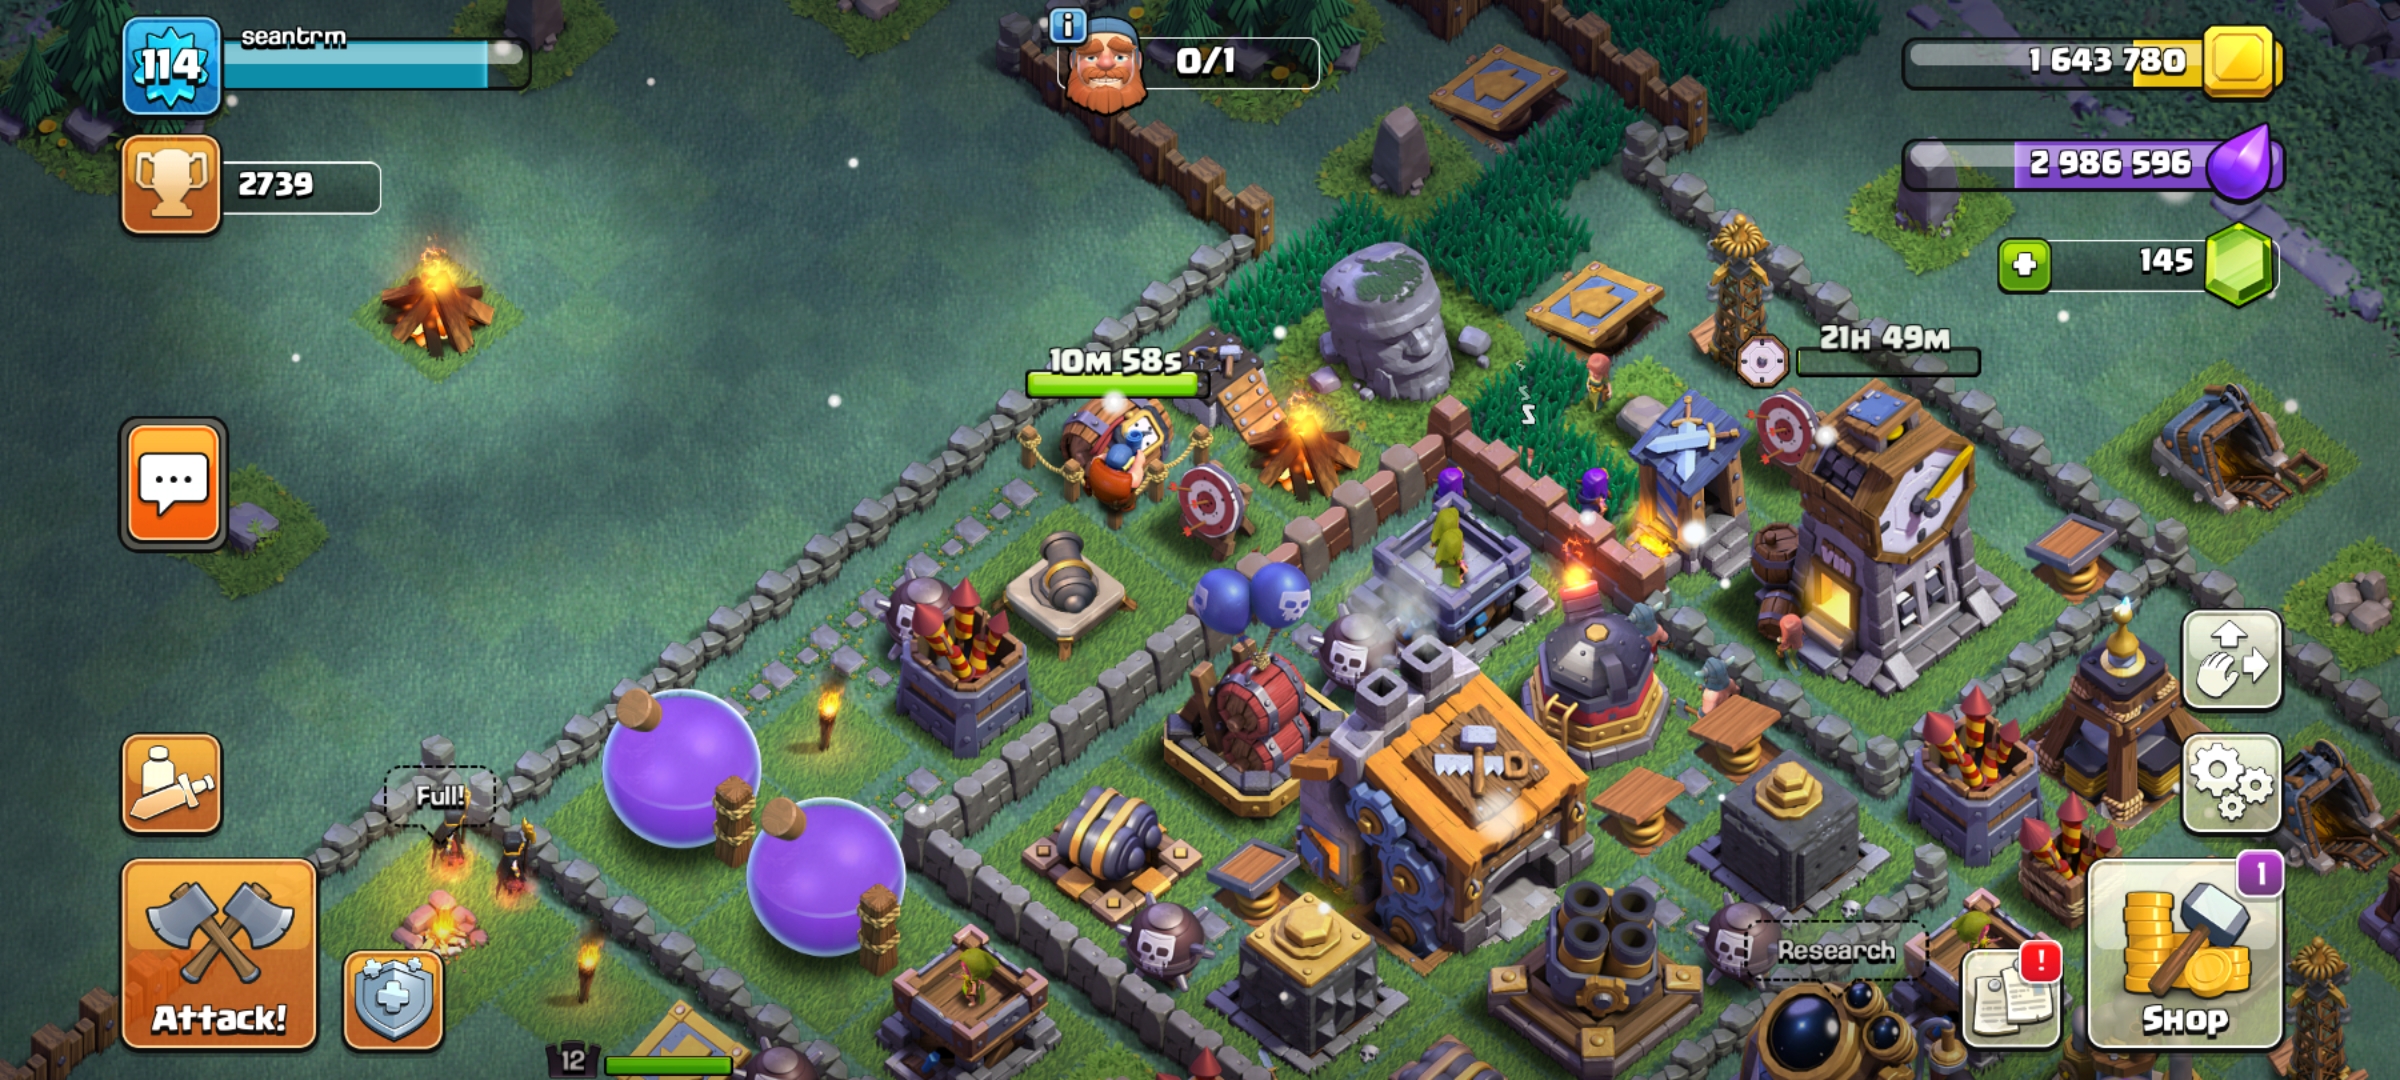 114
seantrm
i
0/1
1 643 780
2739
2 986 596
145
21H 49M
10M 58S
VIII
Full!
1
Research
!
Attack!
Shop
12